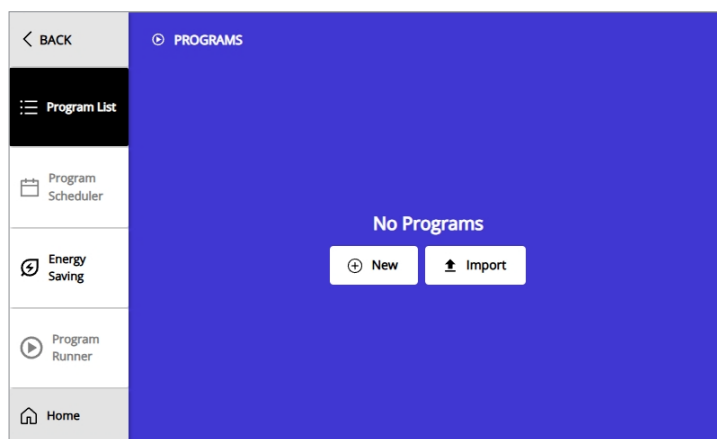 BACK
PROGRAMS
Program List
Program
Scheduler
Energy
Saving
Program
Runner
Home
No Programs
New
Import